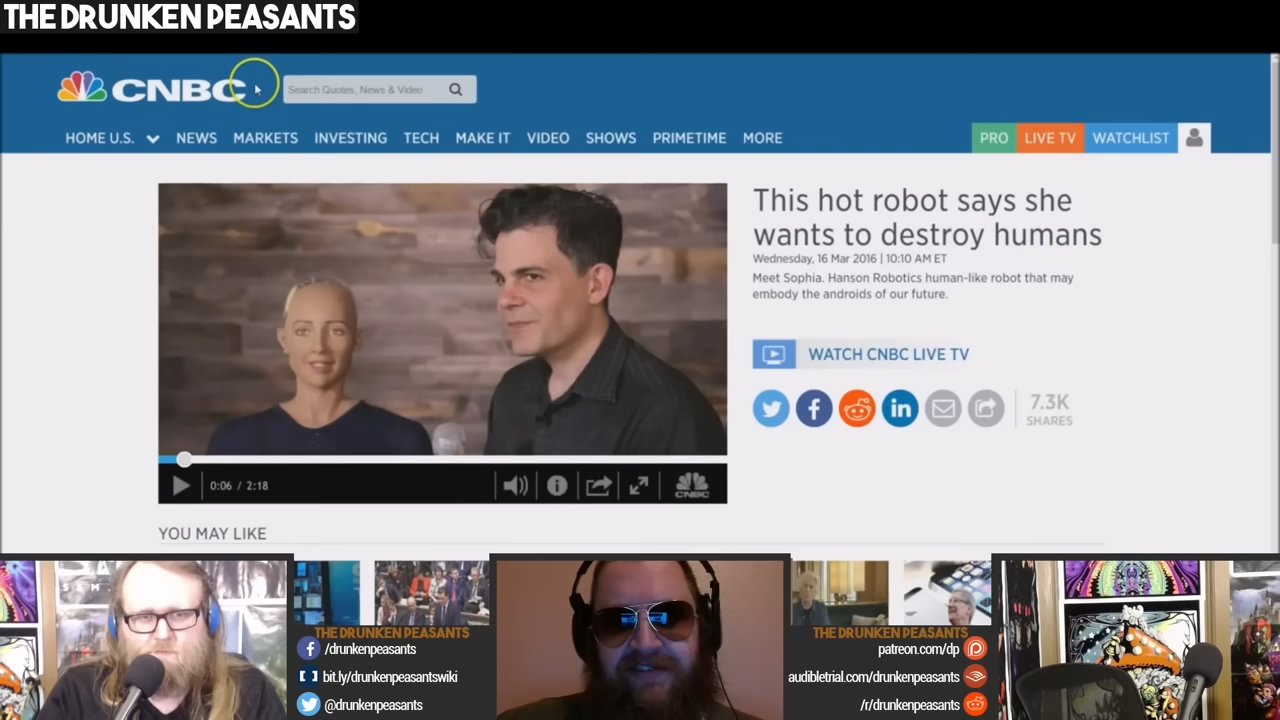 THE DRUNKEN PEASANTS
CNBC
Search Quotes, News & Video
HOME U.S. NEWS MARKETS INVESTING TECH MAKE IT VIDEO SHOWS PRIMETIME MORE
PRO LIVE TV WATCHLIST
This hot robot says she
wants to destroy humans
Wednesday, 16 Mar 2016 | 10:10 AM ET
Meet Sophia. Hanson Robotics human-like robot that may
embody the androids of our future.
WATCH CNBC LIVE TV
7.3K
SHARES
0:06 / 2:18
CNBC
YOU MAY LIKE
THE DRUNKEN PEASANTS
/drunkenpeasants
bit.ly/drunkenpeasantswiki
@drunkenpeasants
THE DRUNKEN PEASANTS
patreon.com/dp
audibletrial.com/drunkenpeasants
/r/drunkenpeasants